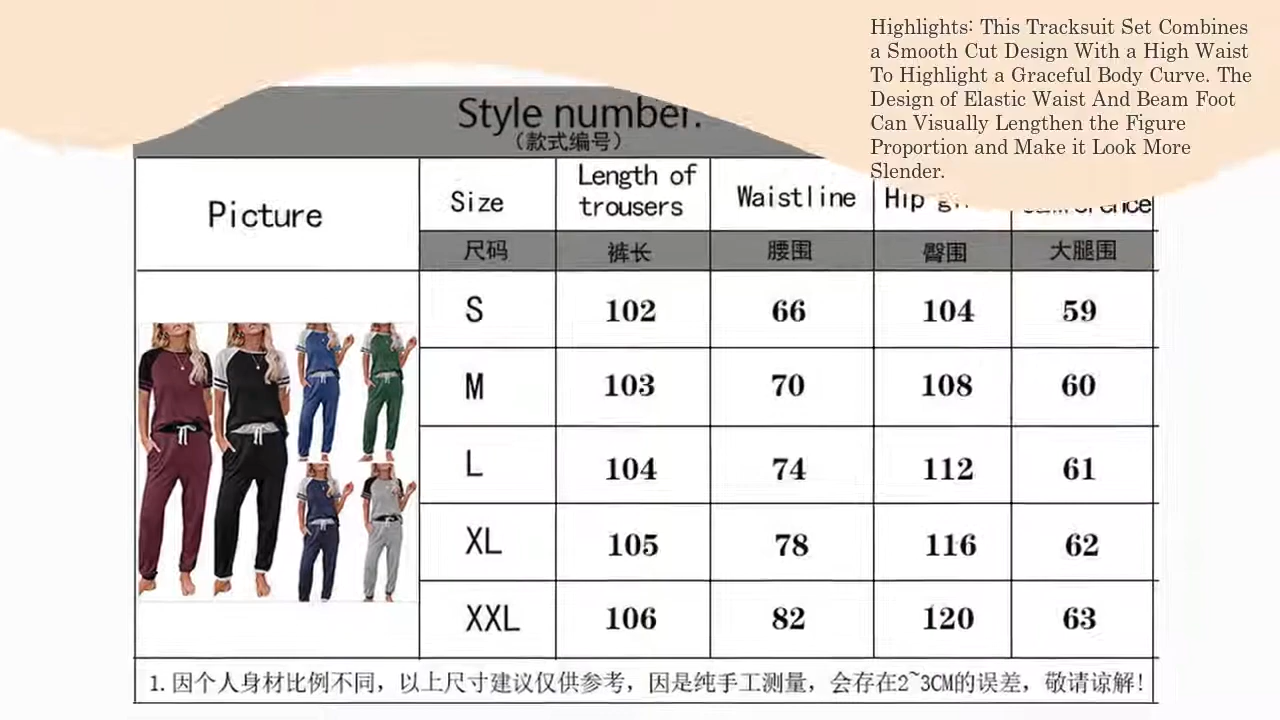 Highlights: This Tracksuit Set Combines
a Smooth Cut Design With a High Waist
To Highlight a Graceful Body Curve. The
Design of Elastic Waist And Beam Foot
Can Visually Lengthen the Figure
Proportion and Make it Look More
Slender.
Style number.
(款式编号)
Picture Size Length of trousers Waistline Hip
尺码 裤长 腰围 臀围 大腿围
S 102 66 104 59
M 103 70 108 60
L 104 74 112 61
XL 105 78 116 62
XXL 106 82 120 63
1.因个人身材比例不同，以上尺寸建议仅供参考，因是纯手工测量，会存在2~3CM的误差，敬请谅解!